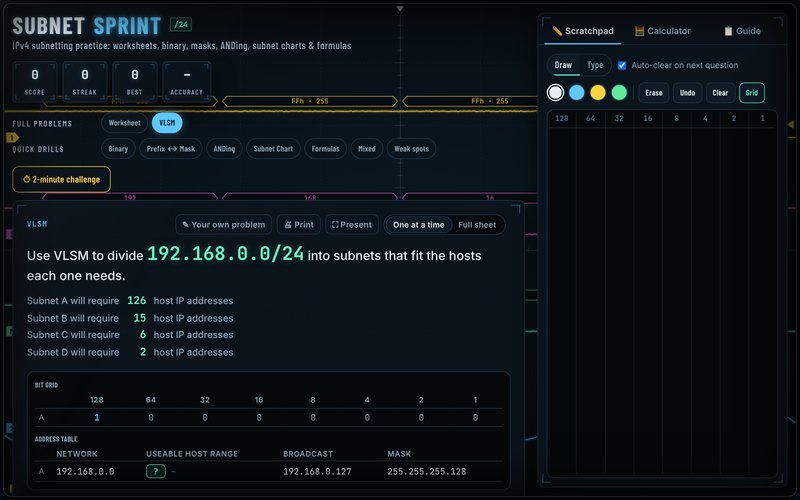 SUBNET SPRINT /24
IPv4 subnetting practice: worksheets, binary, masks, ANDing, subnet charts & formulas
0 0 0 –
SCORE STREAK BEST ACCURACY
FFh · 255 FFh · 255 FFh · 255
FULL PROBLEMS Worksheet VLSM
1
QUICK DRILLS Binary Prefix ↔ Mask ANDing Subnet Chart Formulas Mixed Weak spots
⏱ 2-minute challenge
192 168 16
VLSM ✎ Your own problem 🖨 Print ⛶ Present One at a time Full sheet
Use VLSM to divide 192.168.0.0/24 into subnets that fit the hosts
each one needs.
Subnet A will require 126 host IP addresses
Subnet B will require 15 host IP addresses
Subnet C will require 6 host IP addresses
Subnet D will require 2 host IP addresses
BIT GRID
128 64 32 16 8 4 2 1
A 1 0 0 0 0 0 0 0
ADDRESS TABLE
NETWORK USEABLE HOST RANGE BROADCAST MASK
A 192.168.0.0 ? – 192.168.0.127 255.255.255.128
✏️ Scratchpad 🧮 Calculator 📋 Guide
Draw Type Auto-clear on next question
Erase Undo Clear Grid
128 64 32 16 8 4 2 1